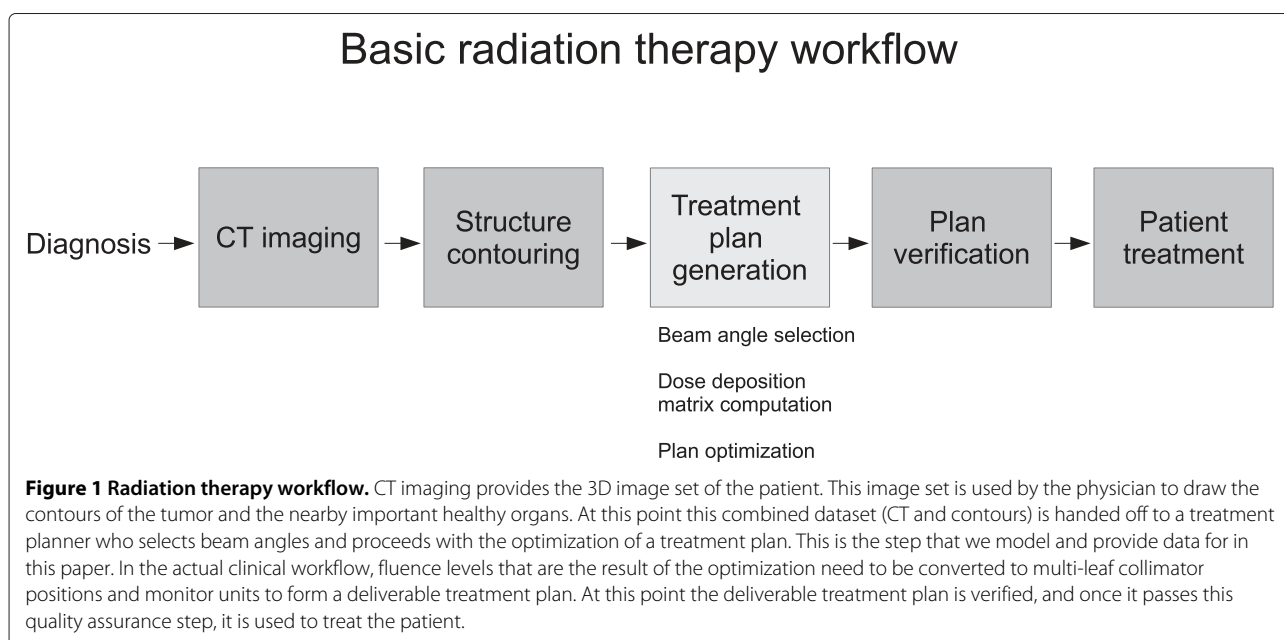 Basic radiation therapy workflow
Diagnosis
CT imaging
Structure
contouring
Treatment
plan
generation
Plan
verification
Patient
treatment
Beam angle selection
Dose deposition
matrix computation
Plan optimization
Figure 1 Radiation therapy workflow. CT imaging provides the 3D image set of the patient. This image set is used by the physician to draw the
contours of the tumor and the nearby important healthy organs. At this point this combined dataset (CT and contours) is handed off to a treatment
planner who selects beam angles and proceeds with the optimization of a treatment plan. This is the step that we model and provide data for in
this paper. In the actual clinical workflow, fluence levels that are the result of the optimization need to be converted to multi-leaf collimator
positions and monitor units to form a deliverable treatment plan. At this point the deliverable treatment plan is verified, and once it passes this
quality assurance step, it is used to treat the patient.